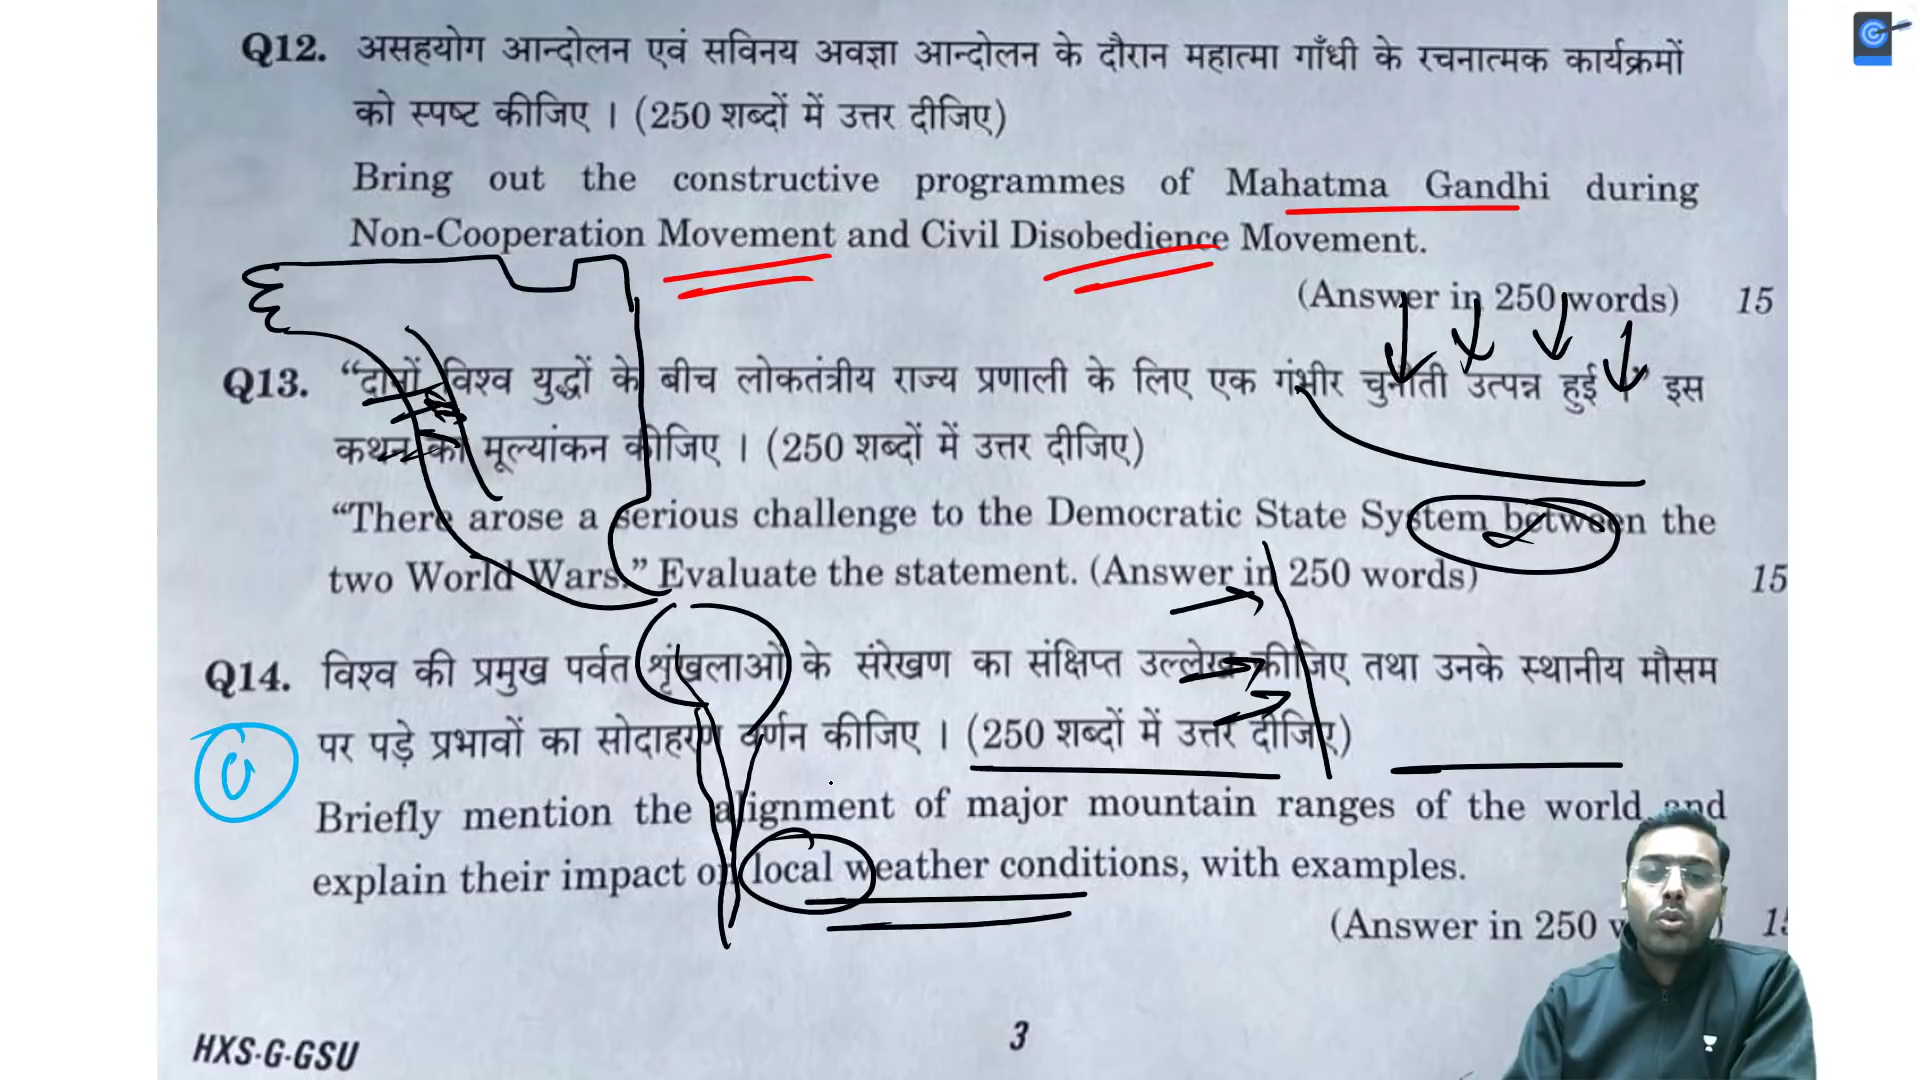 Q12. असहयोग आन्दोलन एवं सविनय अवज्ञा आन्दोलन के दौरान महात्मा गाँधी के रचनात्मक कार्यक्रमों
को स्पष्ट कीजिए । (250 शब्दों में उत्तर दीजिए)
Bring out the constructive programmes of Mahatma Gandhi during
Non-Cooperation Movement and Civil Disobedience Movement.
(Answer in 250 words) 15
Q13. “दोनों विश्व युद्धों के बीच लोकतंत्रीय राज्य प्रणाली के लिए एक गंभीर चुनौती उत्पन्न हुई ।” इस
कथन का मूल्यांकन कीजिए । (250 शब्दों में उत्तर दीजिए)
“There arose a serious challenge to the Democratic State System between the
two World Wars.” Evaluate the statement. (Answer in 250 words) 15
Q14. विश्व की प्रमुख पर्वत शृंखलाओं के संरेखण का संक्षिप्त उल्लेख कीजिए तथा उनके स्थानीय मौसम
पर पड़े प्रभावों का सोदाहरण वर्णन कीजिए । (250 शब्दों में उत्तर दीजिए)
Briefly mention the alignment of major mountain ranges of the world and
explain their impact on local weather conditions, with examples.
(Answer in 250
HXS-G-GSU 3